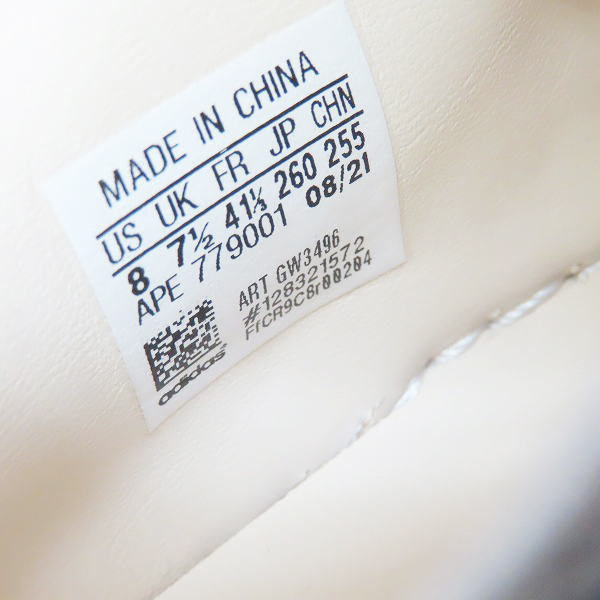 MADE IN CHINA
US UK FR JP CHN
8 7½ 41⅓ 260 255
APE 779001 08/21
ART GW3496
#128321572
FfCR9C8r00204
adidas